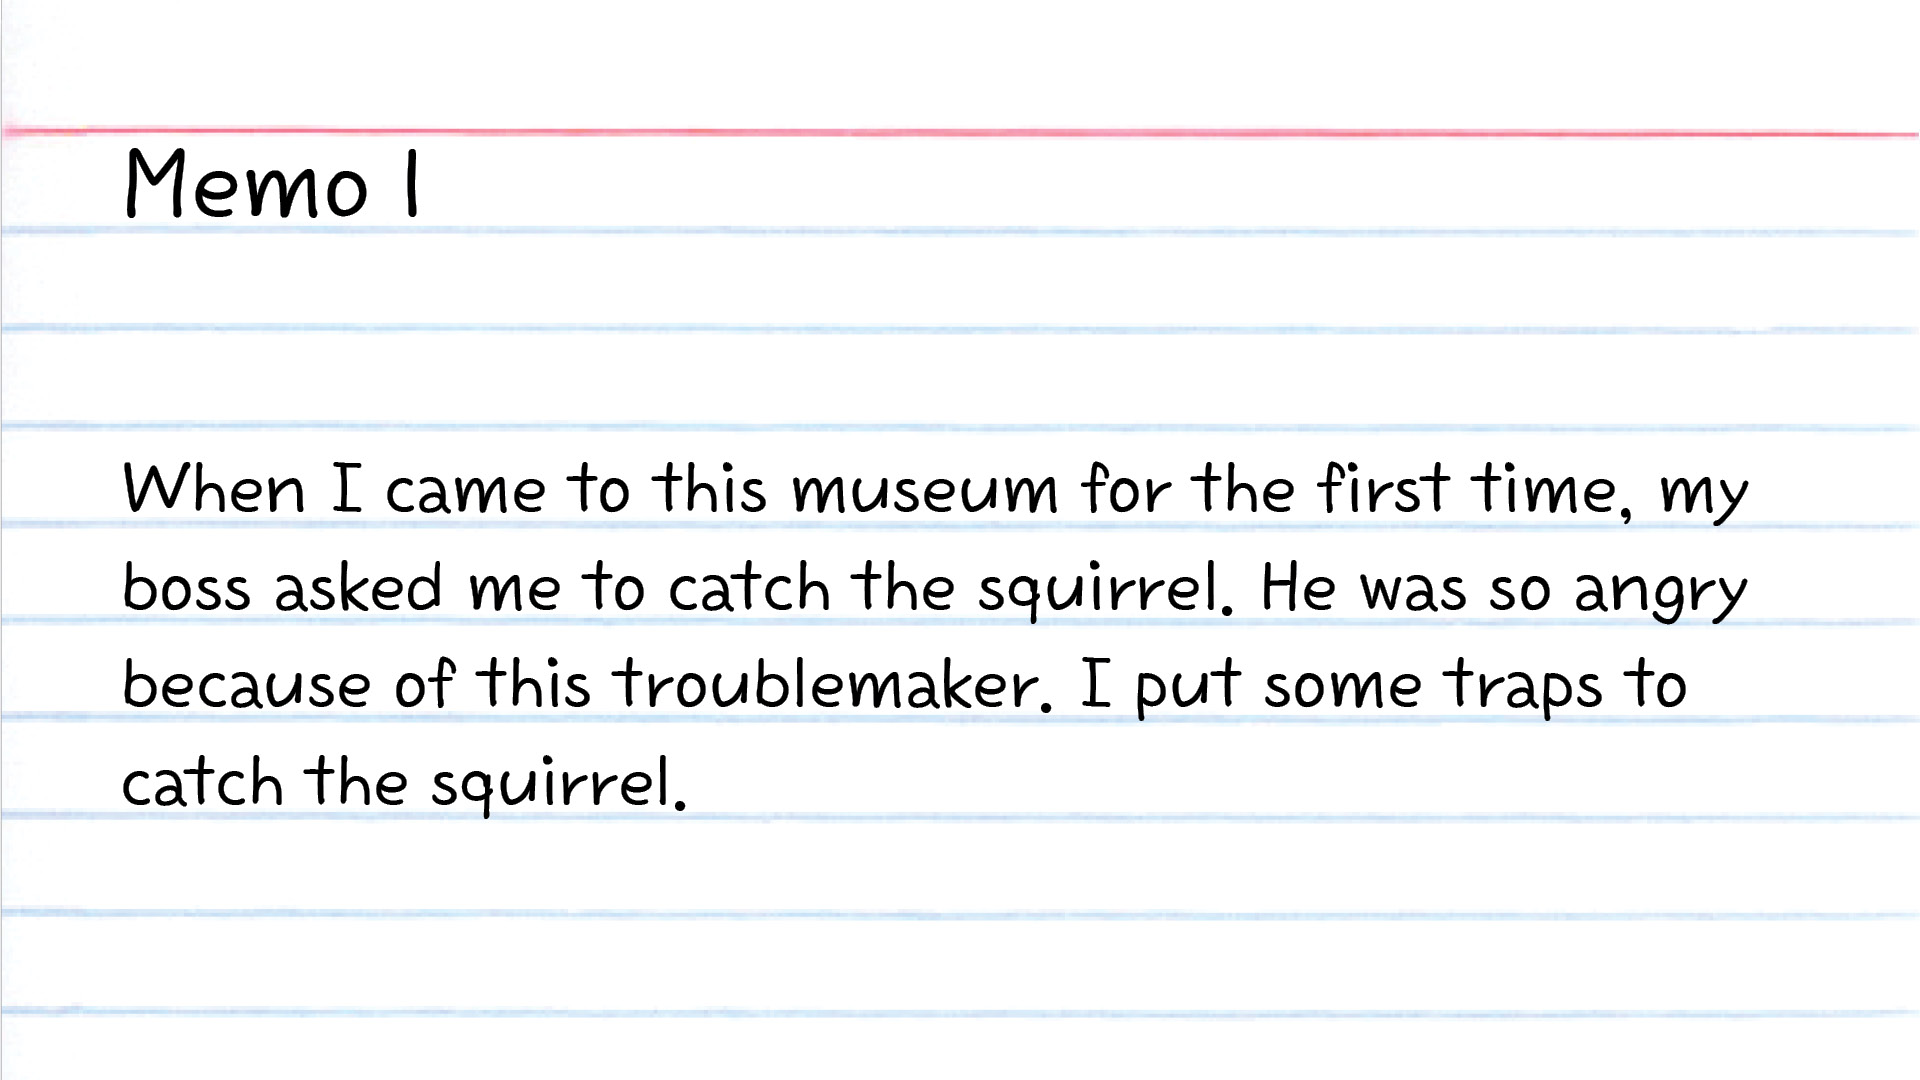 Memo 1
When I came to this museum for the first time, my
boss asked me to catch the squirrel. He was so angry
because of this troublemaker. I put some traps to
catch the squirrel.